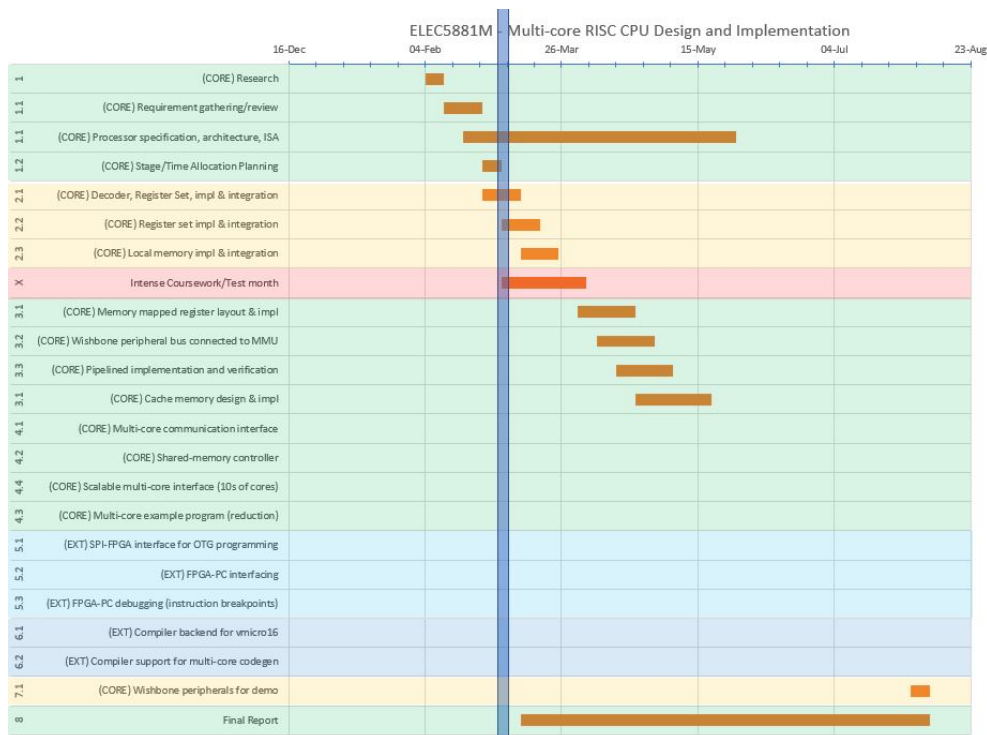 ELEC5881M - Multi-core RISC CPU Design and Implementation
16-Dec 04-Feb 26-Mar 15-May 04-Jul 23-Aug
1 (CORE) Research
1.1 (CORE) Requirement gathering/review
1.1 (CORE) Processor specification, architecture, ISA
1.2 (CORE) Stage/Time Allocation Planning
2.1 (CORE) Decoder, Register Set, impl & integration
2.2 (CORE) Register set impl & integration
2.3 (CORE) Local memory impl & integration
X Intense Coursework/Test month
3.1 (CORE) Memory mapped register layout & impl
3.2 (CORE) Wishbone peripheral bus connected to MMU
3.3 (CORE) Pipelined implementation and verification
3.1 (CORE) Cache memory design & impl
4.1 (CORE) Multi-core communication interface
4.2 (CORE) Shared-memory controller
4.4 (CORE) Scalable multi-core interface (10s of cores)
4.3 (CORE) Multi-core example program (reduction)
5.1 (EXT) SPI-FPGA interface for OTG programming
5.2 (EXT) FPGA-PC interfacing
5.3 (EXT) FPGA-PC debugging (instruction breakpoints)
6.1 (EXT) Compiler backend for vmicro16
6.2 (EXT) Compiler support for multi-core codegen
7.1 (CORE) Wishbone peripherals for demo
8 Final Report